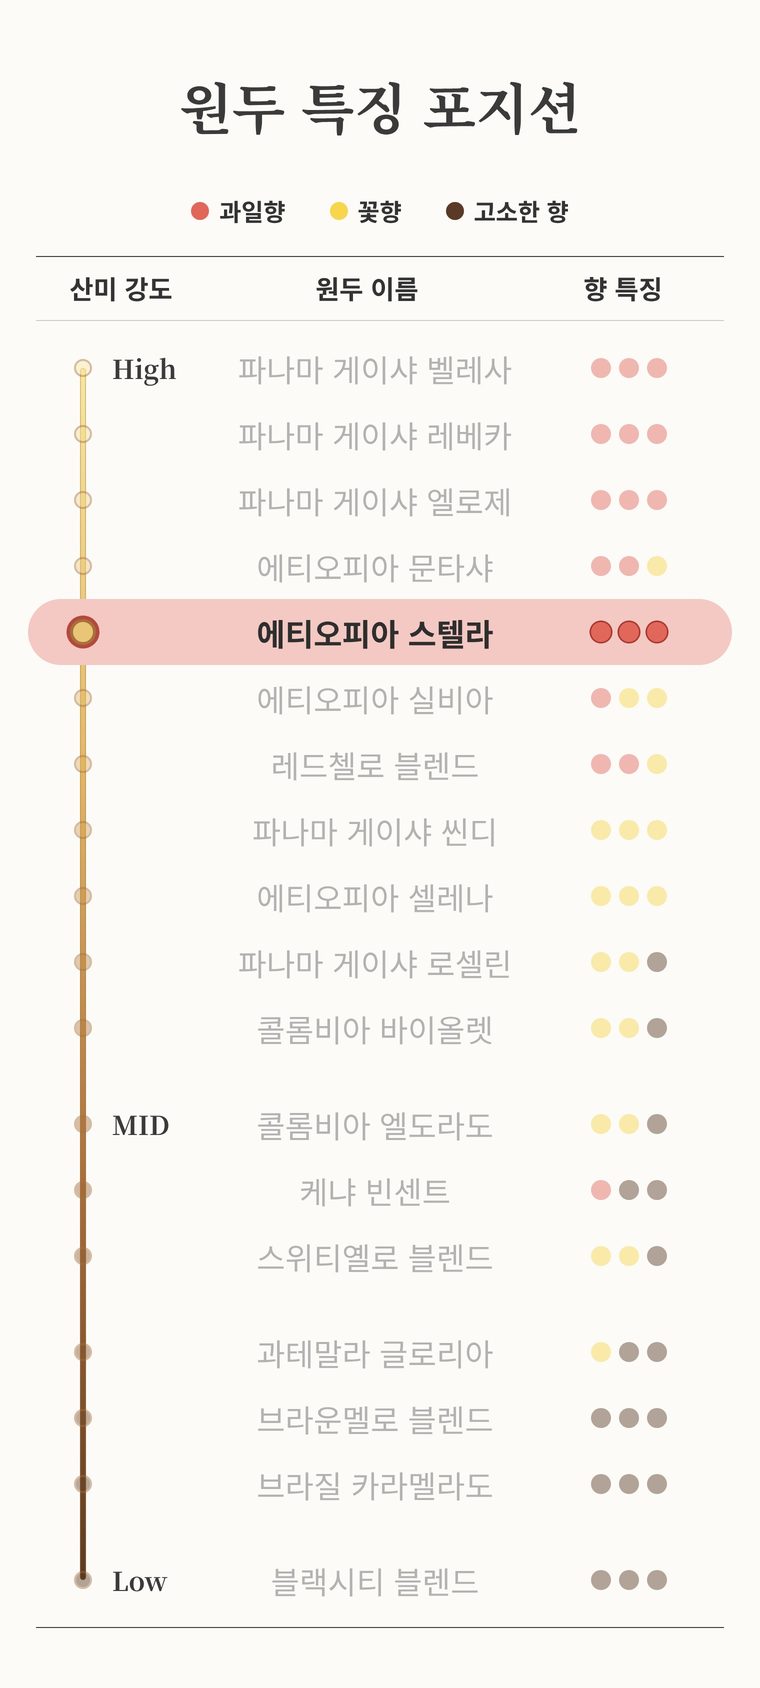 원두 특징 포지션
과일향 꽃향 고소한 향
산미 강도 원두 이름 향 특징
High 파나마 게이샤 벨레사
파나마 게이샤 레베카
파나마 게이샤 엘로제
에티오피아 문타샤
에티오피아 스텔라
에티오피아 실비아
레드첼로 블렌드
파나마 게이샤 씬디
에티오피아 셀레나
파나마 게이샤 로셀린
콜롬비아 바이올렛
MID 콜롬비아 엘도라도
케냐 빈센트
스위티옐로 블렌드
과테말라 글로리아
브라운멜로 블렌드
브라질 카라멜라도
Low 블랙시티 블렌드